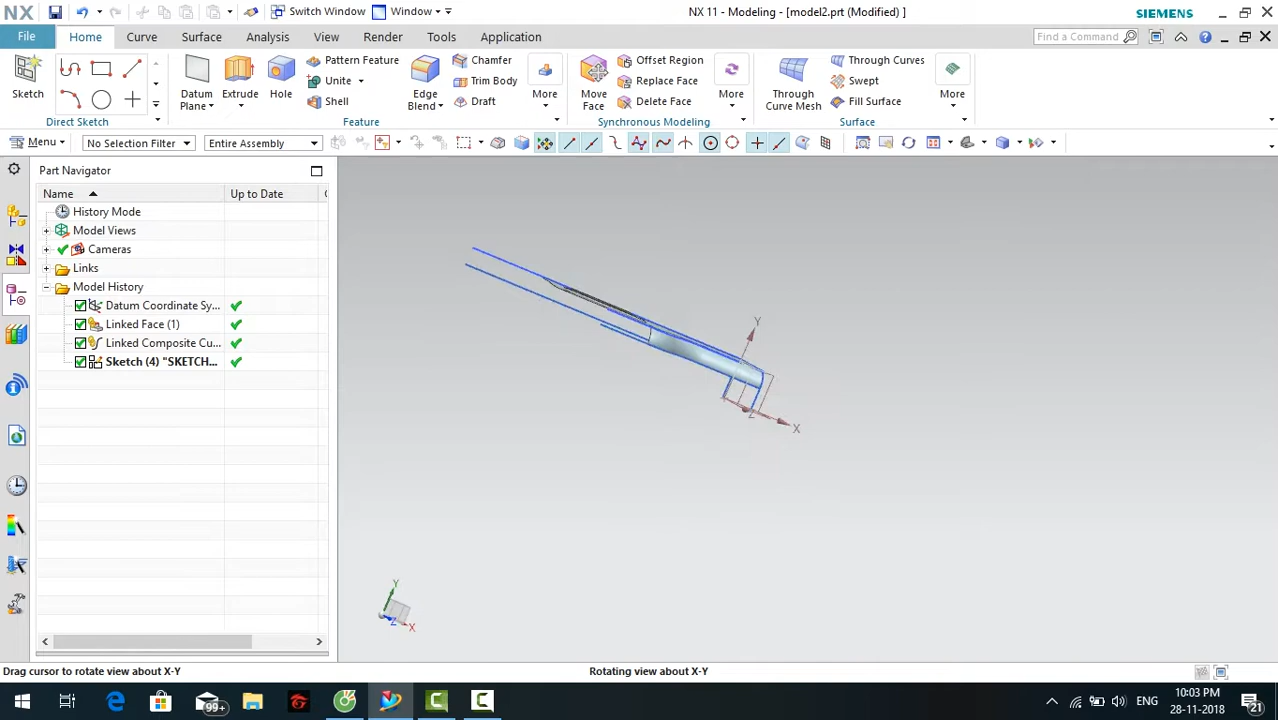 NX
Switch Window
Window
NX 11 - Modeling - [model2.prt (Modified) ]
SIEMENS
File
Home
Curve
Surface
Analysis
View
Render
Tools
Application
Find a Command
Sketch
Direct Sketch
Datum Plane
Extrude
Hole
Pattern Feature
Unite
Shell
Edge Blend
Chamfer
Trim Body
Draft
More
Feature
Move Face
Offset Region
Replace Face
Delete Face
More
Synchronous Modeling
Through Curve Mesh
Through Curves
Swept
Fill Surface
More
Surface
Menu
No Selection Filter
Entire Assembly
Part Navigator
Name
Up to Date
History Mode
Model Views
Cameras
Links
Model History
Datum Coordinate Sy...
Linked Face (1)
Linked Composite Cu...
Sketch (4) "SKETCH...
Y
X
Z
Y
Z
X
Drag cursor to rotate view about X-Y
Rotating view about X-Y
99+
ENG
10:03 PM
28-11-2018
21